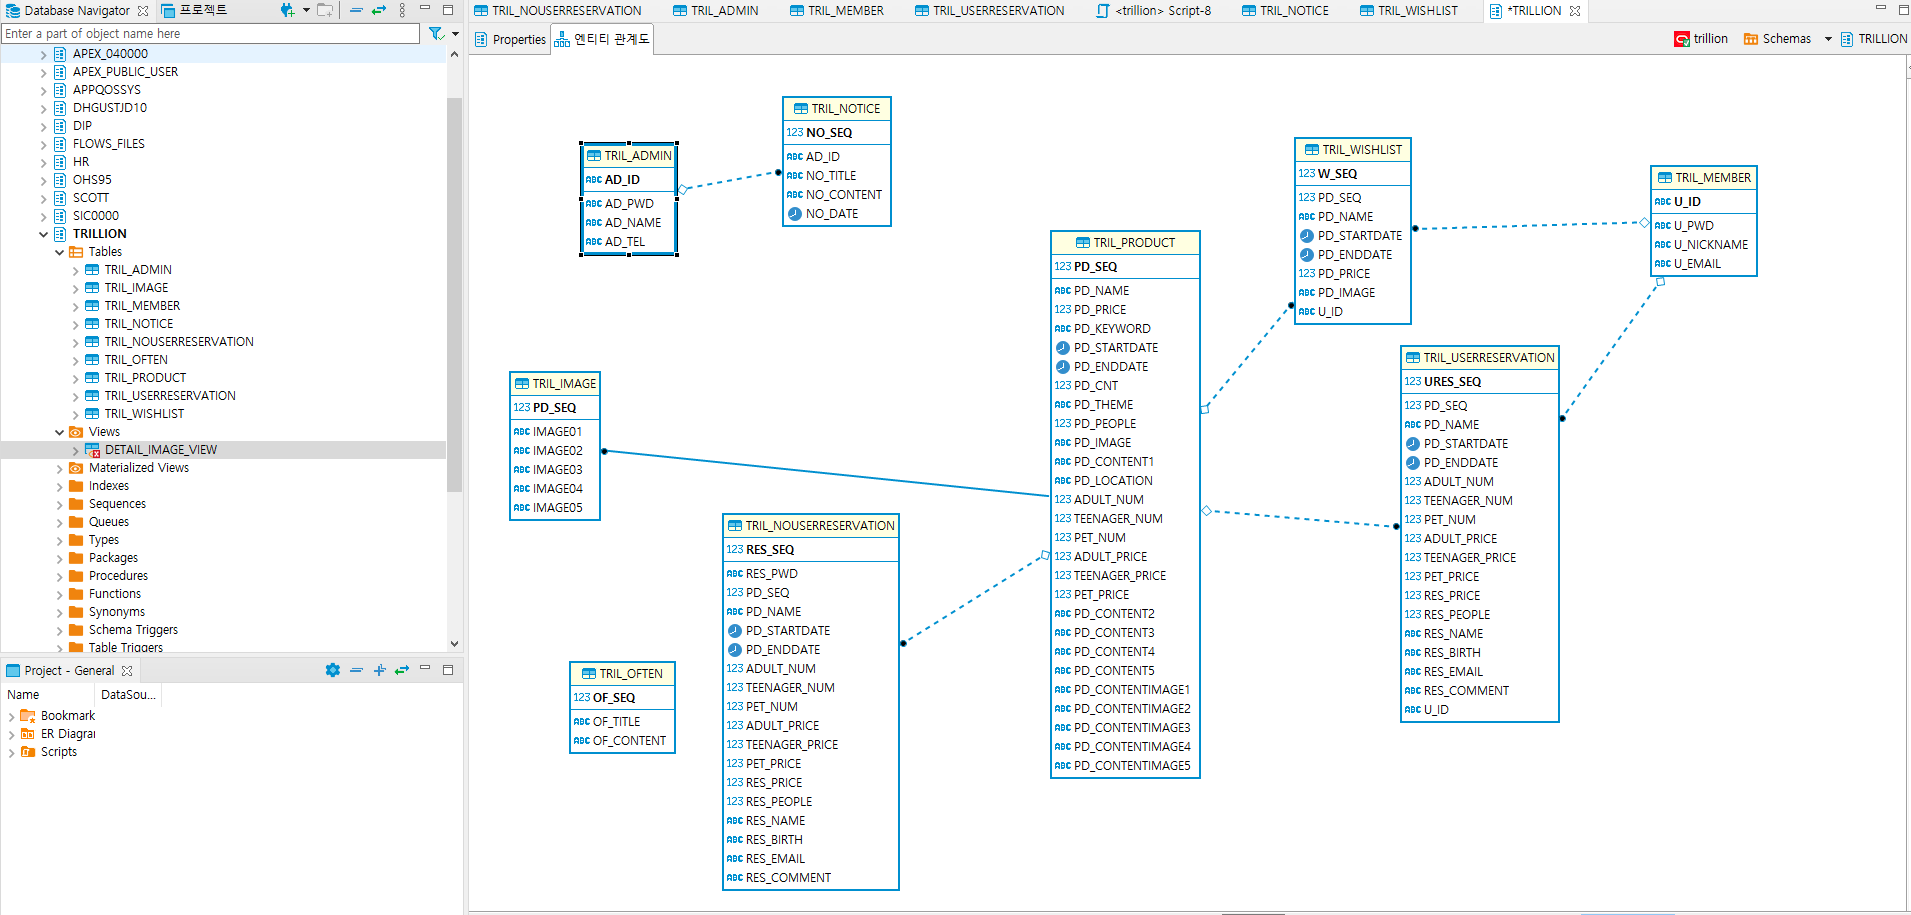 Database Navigator
프로젝트
Enter a part of object name here
APEX_040000
APEX_PUBLIC_USER
APPQOSSYS
DHGUSTJD10
DIP
FLOWS_FILES
HR
OHS95
SCOTT
SIC0000
TRILLION
Tables
TRIL_ADMIN
TRIL_IMAGE
TRIL_MEMBER
TRIL_NOTICE
TRIL_NOUSERRESERVATION
TRIL_OFTEN
TRIL_PRODUCT
TRIL_USERRESERVATION
TRIL_WISHLIST
Views
DETAIL_IMAGE_VIEW
Materialized Views
Indexes
Sequences
Queues
Types
Packages
Procedures
Functions
Synonyms
Schema Triggers
Table Triggers
Project - General
Name DataSou...
Bookmark
ER Diagra
Scripts
TRIL_NOUSERRESERVATION
TRIL_ADMIN
TRIL_MEMBER
TRIL_USERRESERVATION
<trillion> Script-8
TRIL_NOTICE
TRIL_WISHLIST
*TRILLION
Properties
엔티티 관계도
trillion
Schemas
TRILLION
TRIL_ADMIN
ABC AD_ID
ABC AD_PWD
ABC AD_NAME
ABC AD_TEL
TRIL_NOTICE
123 NO_SEQ
ABC AD_ID
ABC NO_TITLE
ABC NO_CONTENT
NO_DATE
TRIL_IMAGE
123 PD_SEQ
ABC IMAGE01
ABC IMAGE02
ABC IMAGE03
ABC IMAGE04
ABC IMAGE05
TRIL_OFTEN
123 OF_SEQ
ABC OF_TITLE
ABC OF_CONTENT
TRIL_NOUSERRESERVATION
123 RES_SEQ
ABC RES_PWD
123 PD_SEQ
ABC PD_NAME
PD_STARTDATE
PD_ENDDATE
123 ADULT_NUM
123 TEENAGER_NUM
123 PET_NUM
123 ADULT_PRICE
123 TEENAGER_PRICE
123 PET_PRICE
123 RES_PRICE
123 RES_PEOPLE
ABC RES_NAME
ABC RES_BIRTH
ABC RES_EMAIL
ABC RES_COMMENT
TRIL_PRODUCT
123 PD_SEQ
ABC PD_NAME
123 PD_PRICE
ABC PD_KEYWORD
PD_STARTDATE
PD_ENDDATE
123 PD_CNT
ABC PD_THEME
123 PD_PEOPLE
ABC PD_IMAGE
ABC PD_CONTENT1
ABC PD_LOCATION
123 ADULT_NUM
123 TEENAGER_NUM
123 PET_NUM
123 ADULT_PRICE
123 TEENAGER_PRICE
123 PET_PRICE
ABC PD_CONTENT2
ABC PD_CONTENT3
ABC PD_CONTENT4
ABC PD_CONTENT5
ABC PD_CONTENTIMAGE1
ABC PD_CONTENTIMAGE2
ABC PD_CONTENTIMAGE3
ABC PD_CONTENTIMAGE4
ABC PD_CONTENTIMAGE5
TRIL_WISHLIST
123 W_SEQ
123 PD_SEQ
ABC PD_NAME
PD_STARTDATE
PD_ENDDATE
123 PD_PRICE
ABC PD_IMAGE
ABC U_ID
TRIL_MEMBER
ABC U_ID
ABC U_PWD
ABC U_NICKNAME
ABC U_EMAIL
TRIL_USERRESERVATION
123 URES_SEQ
123 PD_SEQ
ABC PD_NAME
PD_STARTDATE
PD_ENDDATE
123 ADULT_NUM
123 TEENAGER_NUM
123 PET_NUM
123 ADULT_PRICE
123 TEENAGER_PRICE
123 PET_PRICE
123 RES_PRICE
123 RES_PEOPLE
ABC RES_NAME
ABC RES_BIRTH
ABC RES_EMAIL
ABC RES_COMMENT
ABC U_ID